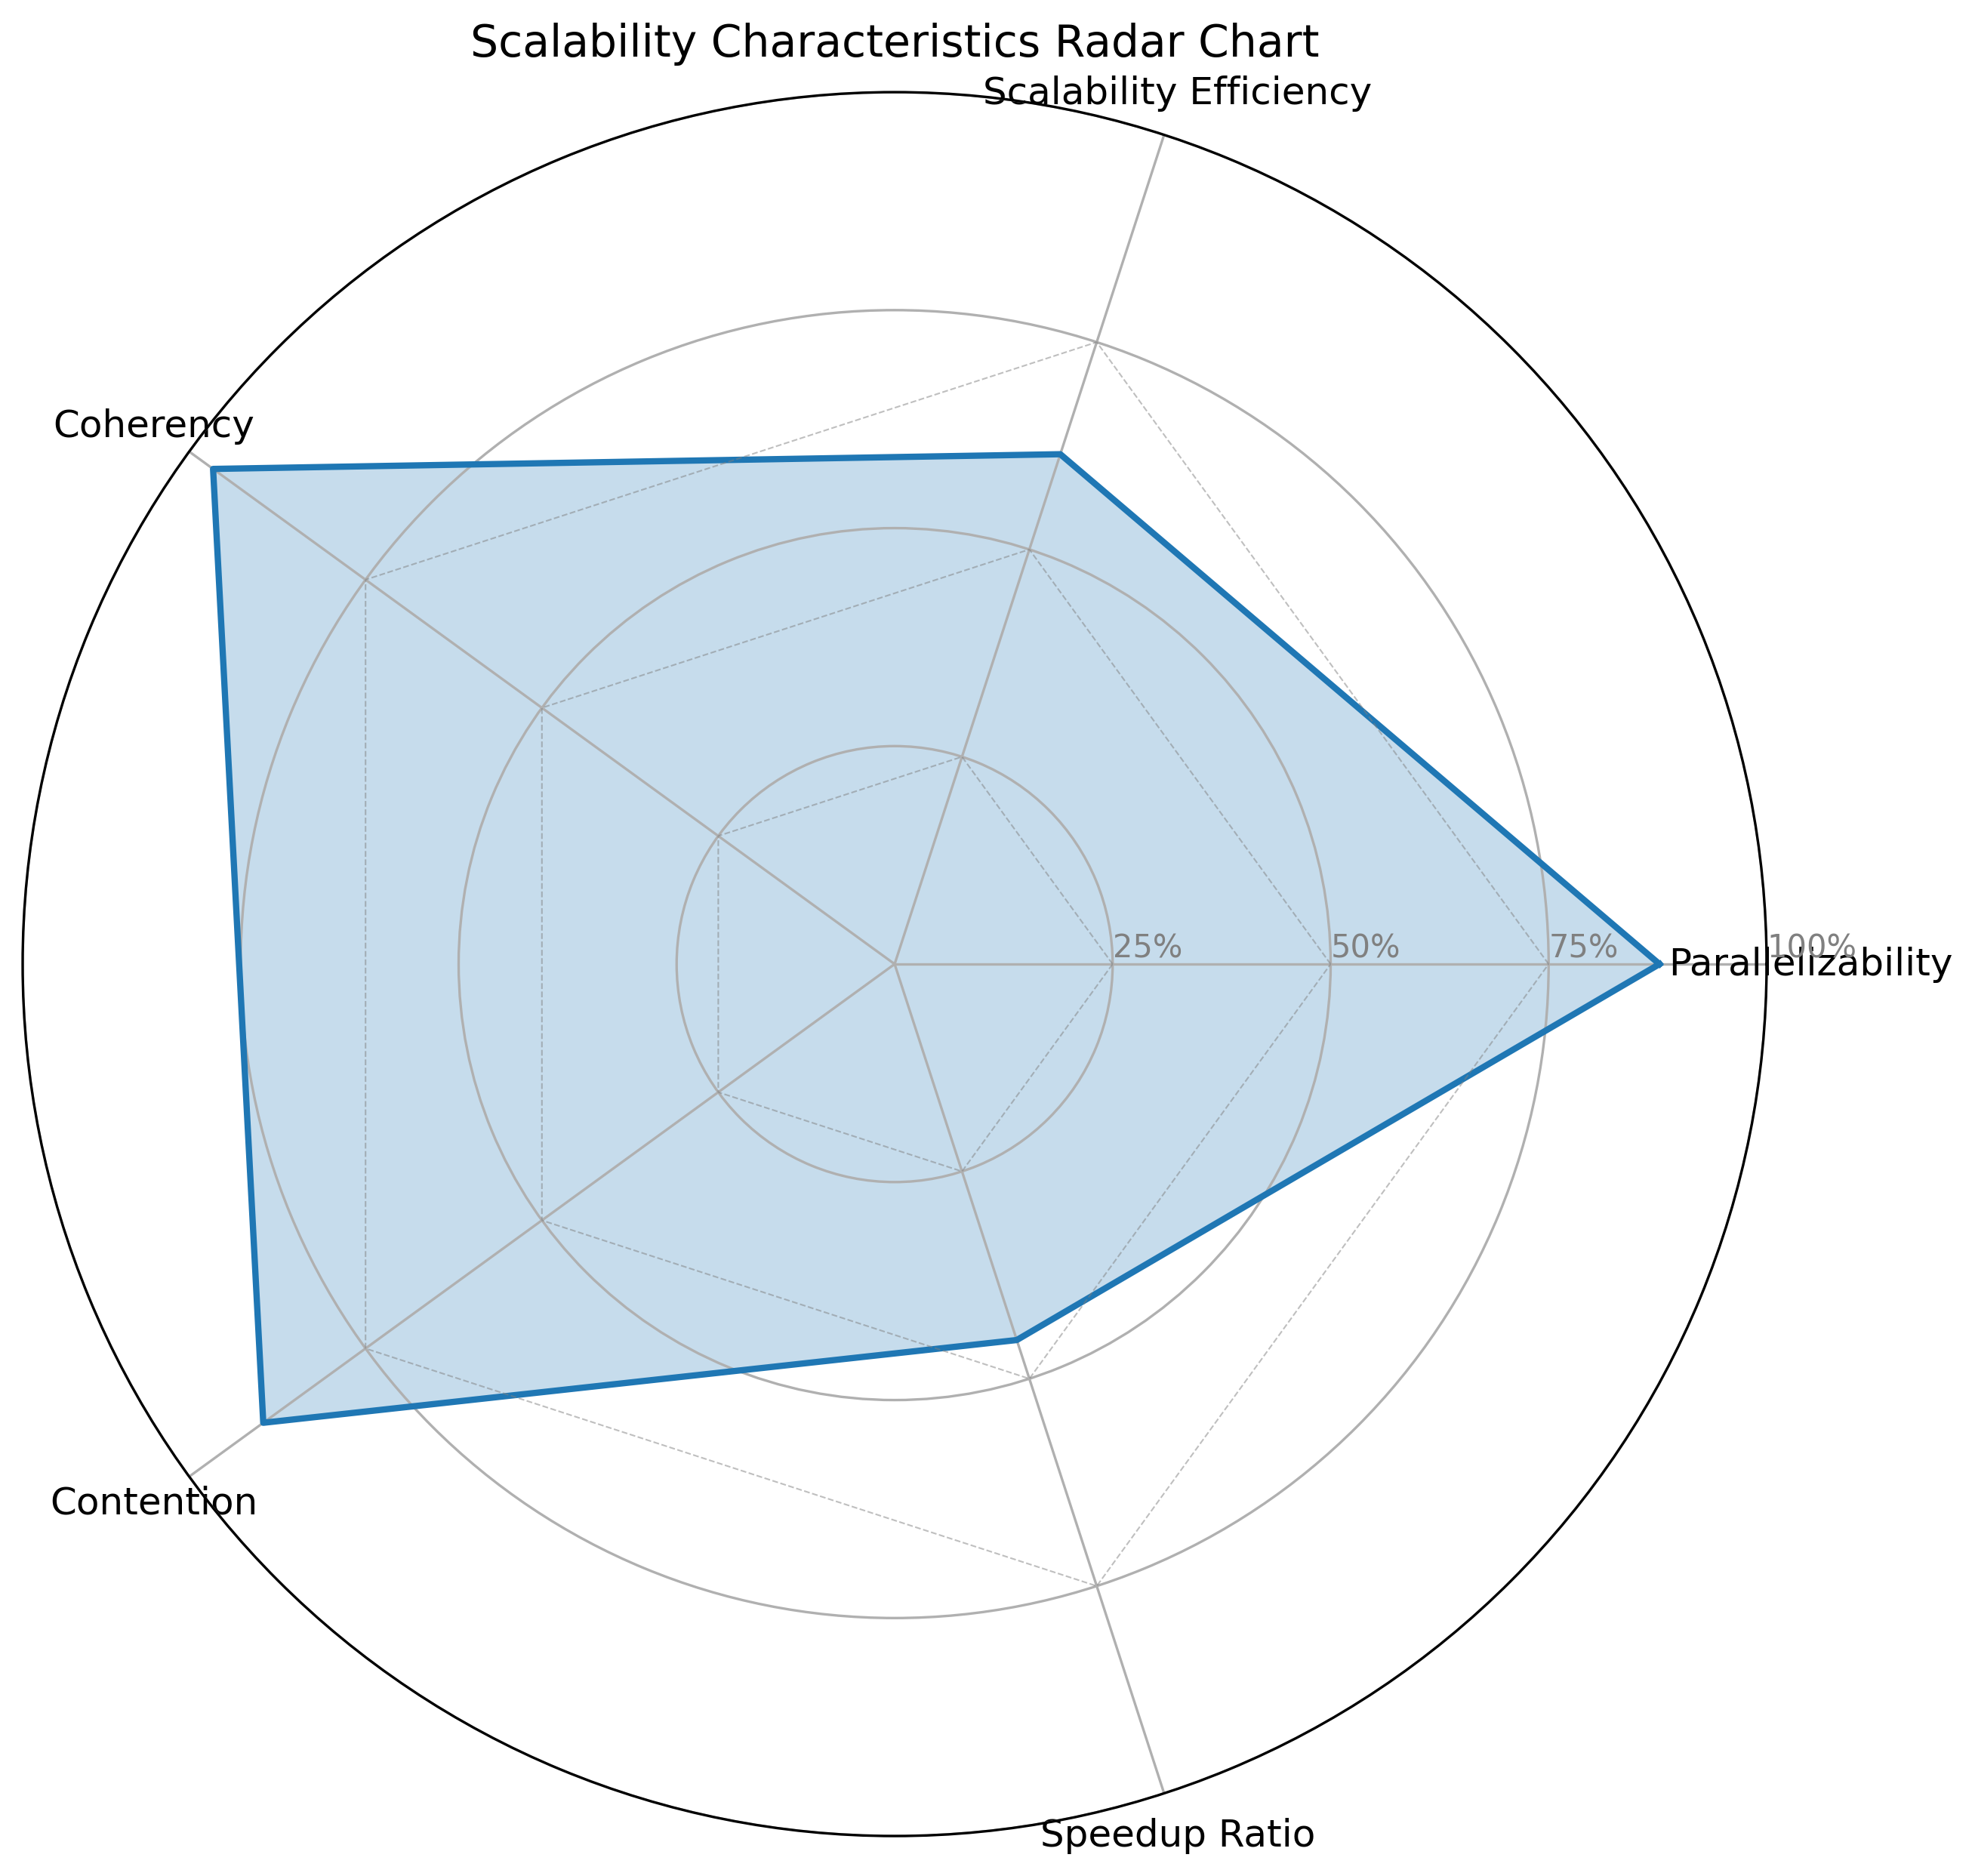 Scalability Characteristics Radar Chart
Scalability Efficiency
Coherency
25%
50%
75%
100%
Parallelizability
Contention
Speedup Ratio